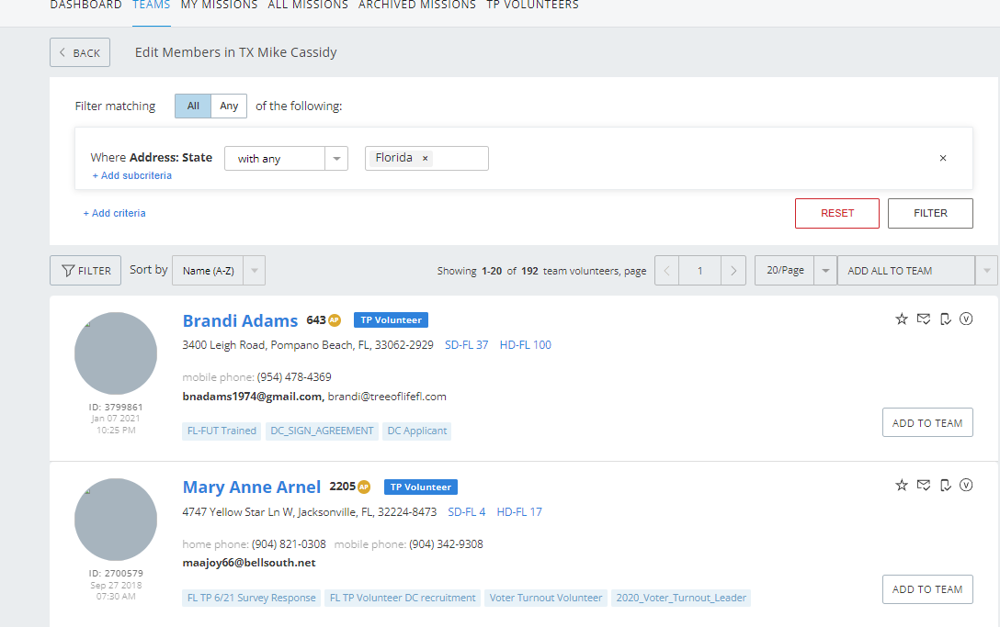 DASHBOARD TEAMS MY MISSIONS ALL MISSIONS ARCHIVED MISSIONS TP VOLUNTEERS
BACK Edit Members in TX Mike Cassidy
Filter matching All Any of the following:
Where Address: State with any Florida ×
+ Add subcriteria
+ Add criteria RESET FILTER
FILTER Sort by Name (A-Z) Showing 1-20 of 192 team volunteers, page 1 20/Page ADD ALL TO TEAM
Brandi Adams 643 AP TP Volunteer
3400 Leigh Road, Pompano Beach, FL, 33062-2929 SD-FL 37 HD-FL 100
mobile phone: (954) 478-4369
bnadams1974@gmail.com, brandi@treeoflifefl.com
ID: 3799861
Jan 07 2021
10:25 PM
FL-FUT Trained DC_SIGN_AGREEMENT DC Applicant
ADD TO TEAM
Mary Anne Arnel 2205 AP TP Volunteer
4747 Yellow Star Ln W, Jacksonville, FL, 32224-8473 SD-FL 4 HD-FL 17
home phone: (904) 821-0308 mobile phone: (904) 342-9308
maajoy66@bellsouth.net
ID: 2700579
Sep 27 2018
07:30 AM
FL TP 6/21 Survey Response FL TP Volunteer DC recruitment Voter Turnout Volunteer 2020_Voter_Turnout_Leader
ADD TO TEAM